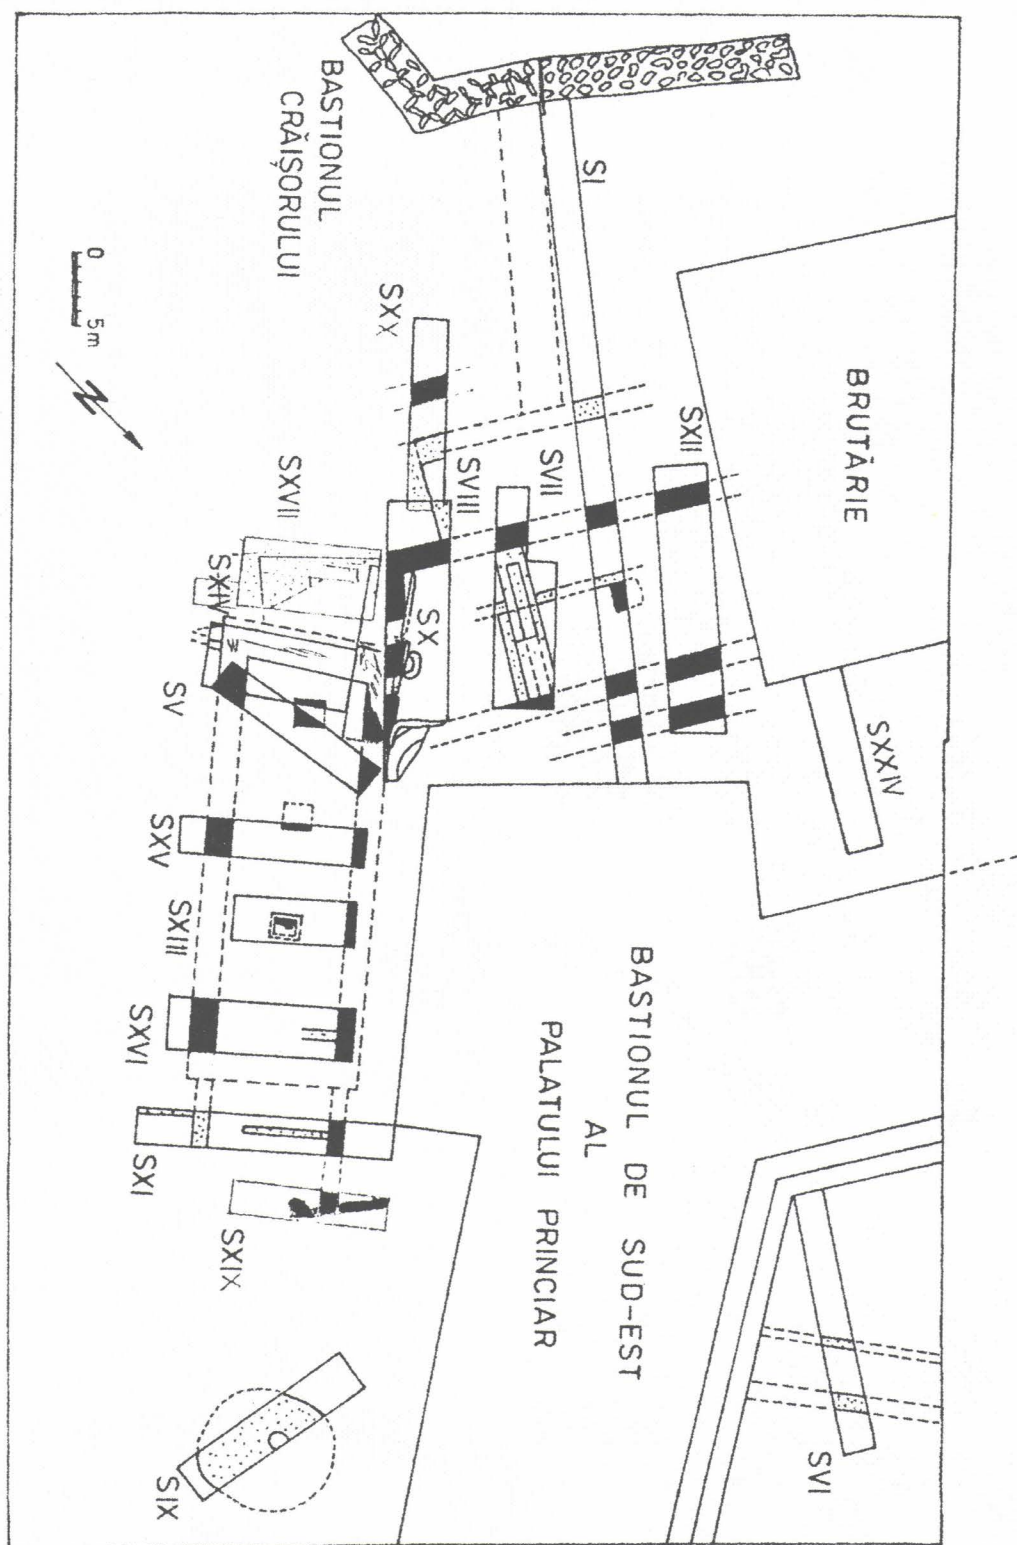 BASTIONUL
CRĂIȘORULUI
SI
BRUTĂRIE
SXX
SXII
SVII
SVIII
SXVII
SXIV
SX
SV
SXXIV
SXV
SXIII
SXVI
SXI
SXIX
BASTIONUL DE SUD-EST
AL
PALATULUI PRINCIAR
SVI
SIX
0 5m
N